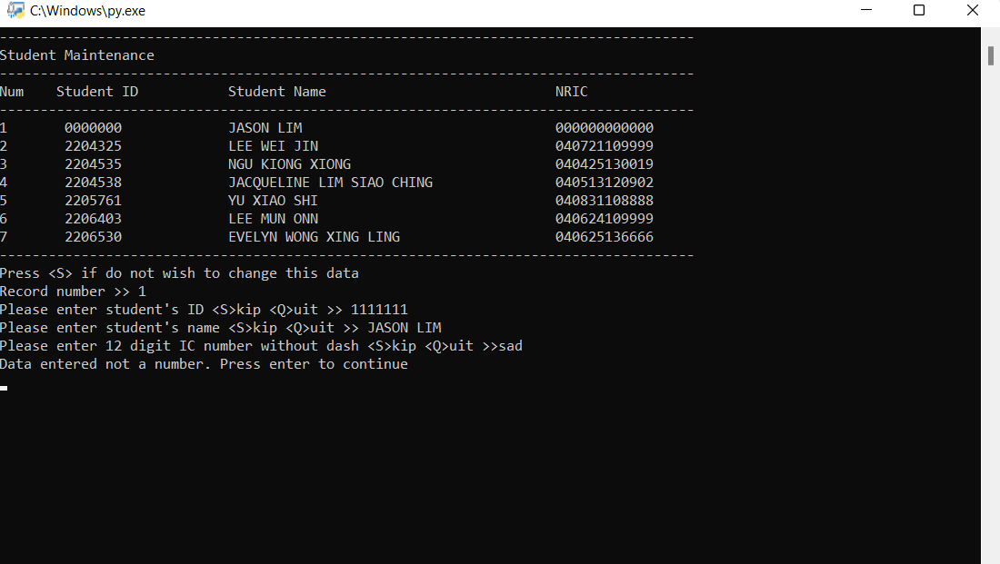 C:\Windows\py.exe
-------------------------------------------------------------------------------------
Student Maintenance
-------------------------------------------------------------------------------------
Num    Student ID           Student Name                            NRIC
-------------------------------------------------------------------------------------
1       0000000             JASON LIM                               000000000000
2       2204325             LEE WEI JIN                             040721109999
3       2204535             NGU KIONG XIONG                         040425130019
4       2204538             JACQUELINE LIM SIAO CHING               040513120902
5       2205761             YU XIAO SHI                             040831108888
6       2206403             LEE MUN ONN                             040624109999
7       2206530             EVELYN WONG XING LING                   040625136666
-------------------------------------------------------------------------------------
Press <S> if do not wish to change this data
Record number >> 1
Please enter student's ID <S>kip <Q>uit >> 1111111
Please enter student's name <S>kip <Q>uit >> JASON LIM
Please enter 12 digit IC number without dash <S>kip <Q>uit >>sad
Data entered not a number. Press enter to continue